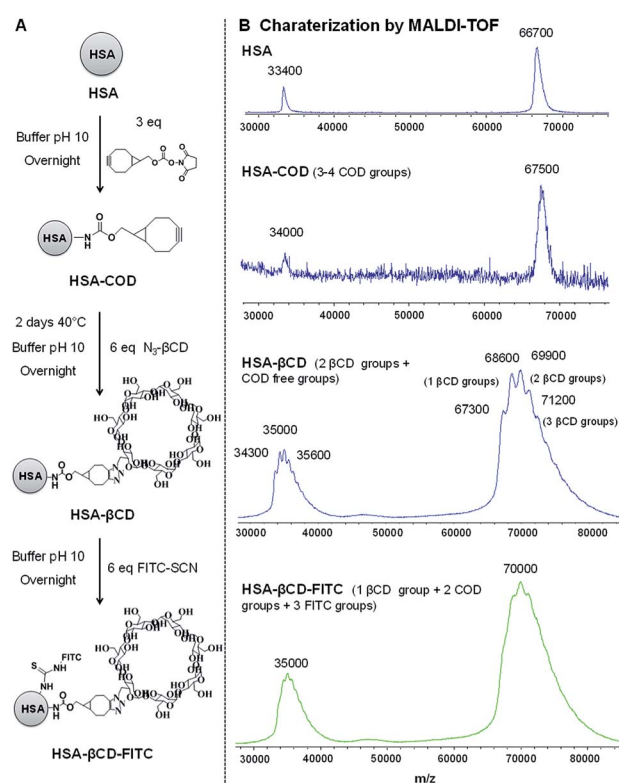 A
HSA
HSA
Buffer pH 10
Overnight
3 eq
HSA
HSA-COD
2 days 40°C
Buffer pH 10
Overnight
6 eq N3-βCD
HSA
HSA-βCD
Buffer pH 10
Overnight
6 eq FITC-SCN
FITC
HSA
HSA-βCD-FITC
B Charaterization by MALDI-TOF
HSA
33400
66700
30000 40000 50000 60000 70000
HSA-COD (3-4 COD groups)
34000
67500
30000 40000 50000 60000 70000
HSA-βCD (2 βCD groups +
COD free groups)
68600 69900
(1 βCD groups) (2 βCD groups)
67300 71200
(3 βCD groups)
35000
34300 35600
30000 40000 50000 60000 70000 80000
HSA-βCD-FITC (1 βCD group + 2 COD
groups + 3 FITC groups)
70000
35000
30000 40000 50000 60000 70000 80000
m/z